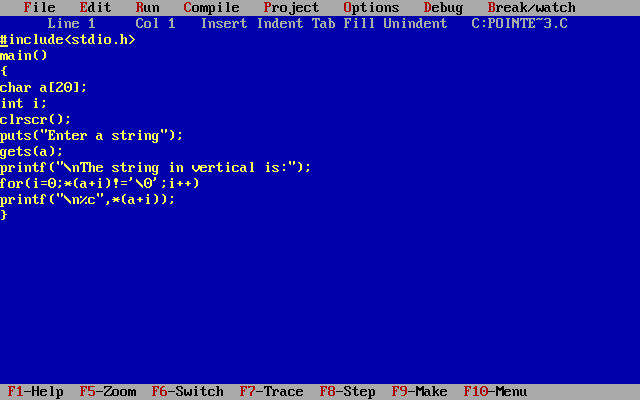 File Edit Run Compile Project Options Debug Break/watch
Line 1 Col 1 Insert Indent Tab Fill Unindent C:POINTE~3.C
#include<stdio.h>
main()
{
char a[20];
int i;
clrscr();
puts("Enter a string");
gets(a);
printf("\nThe string in vertical is:");
for(i=0;*(a+i)!='\0';i++)
printf("\n%c",*(a+i));
}
F1-Help F5-Zoom F6-Switch F7-Trace F8-Step F9-Make F10-Menu